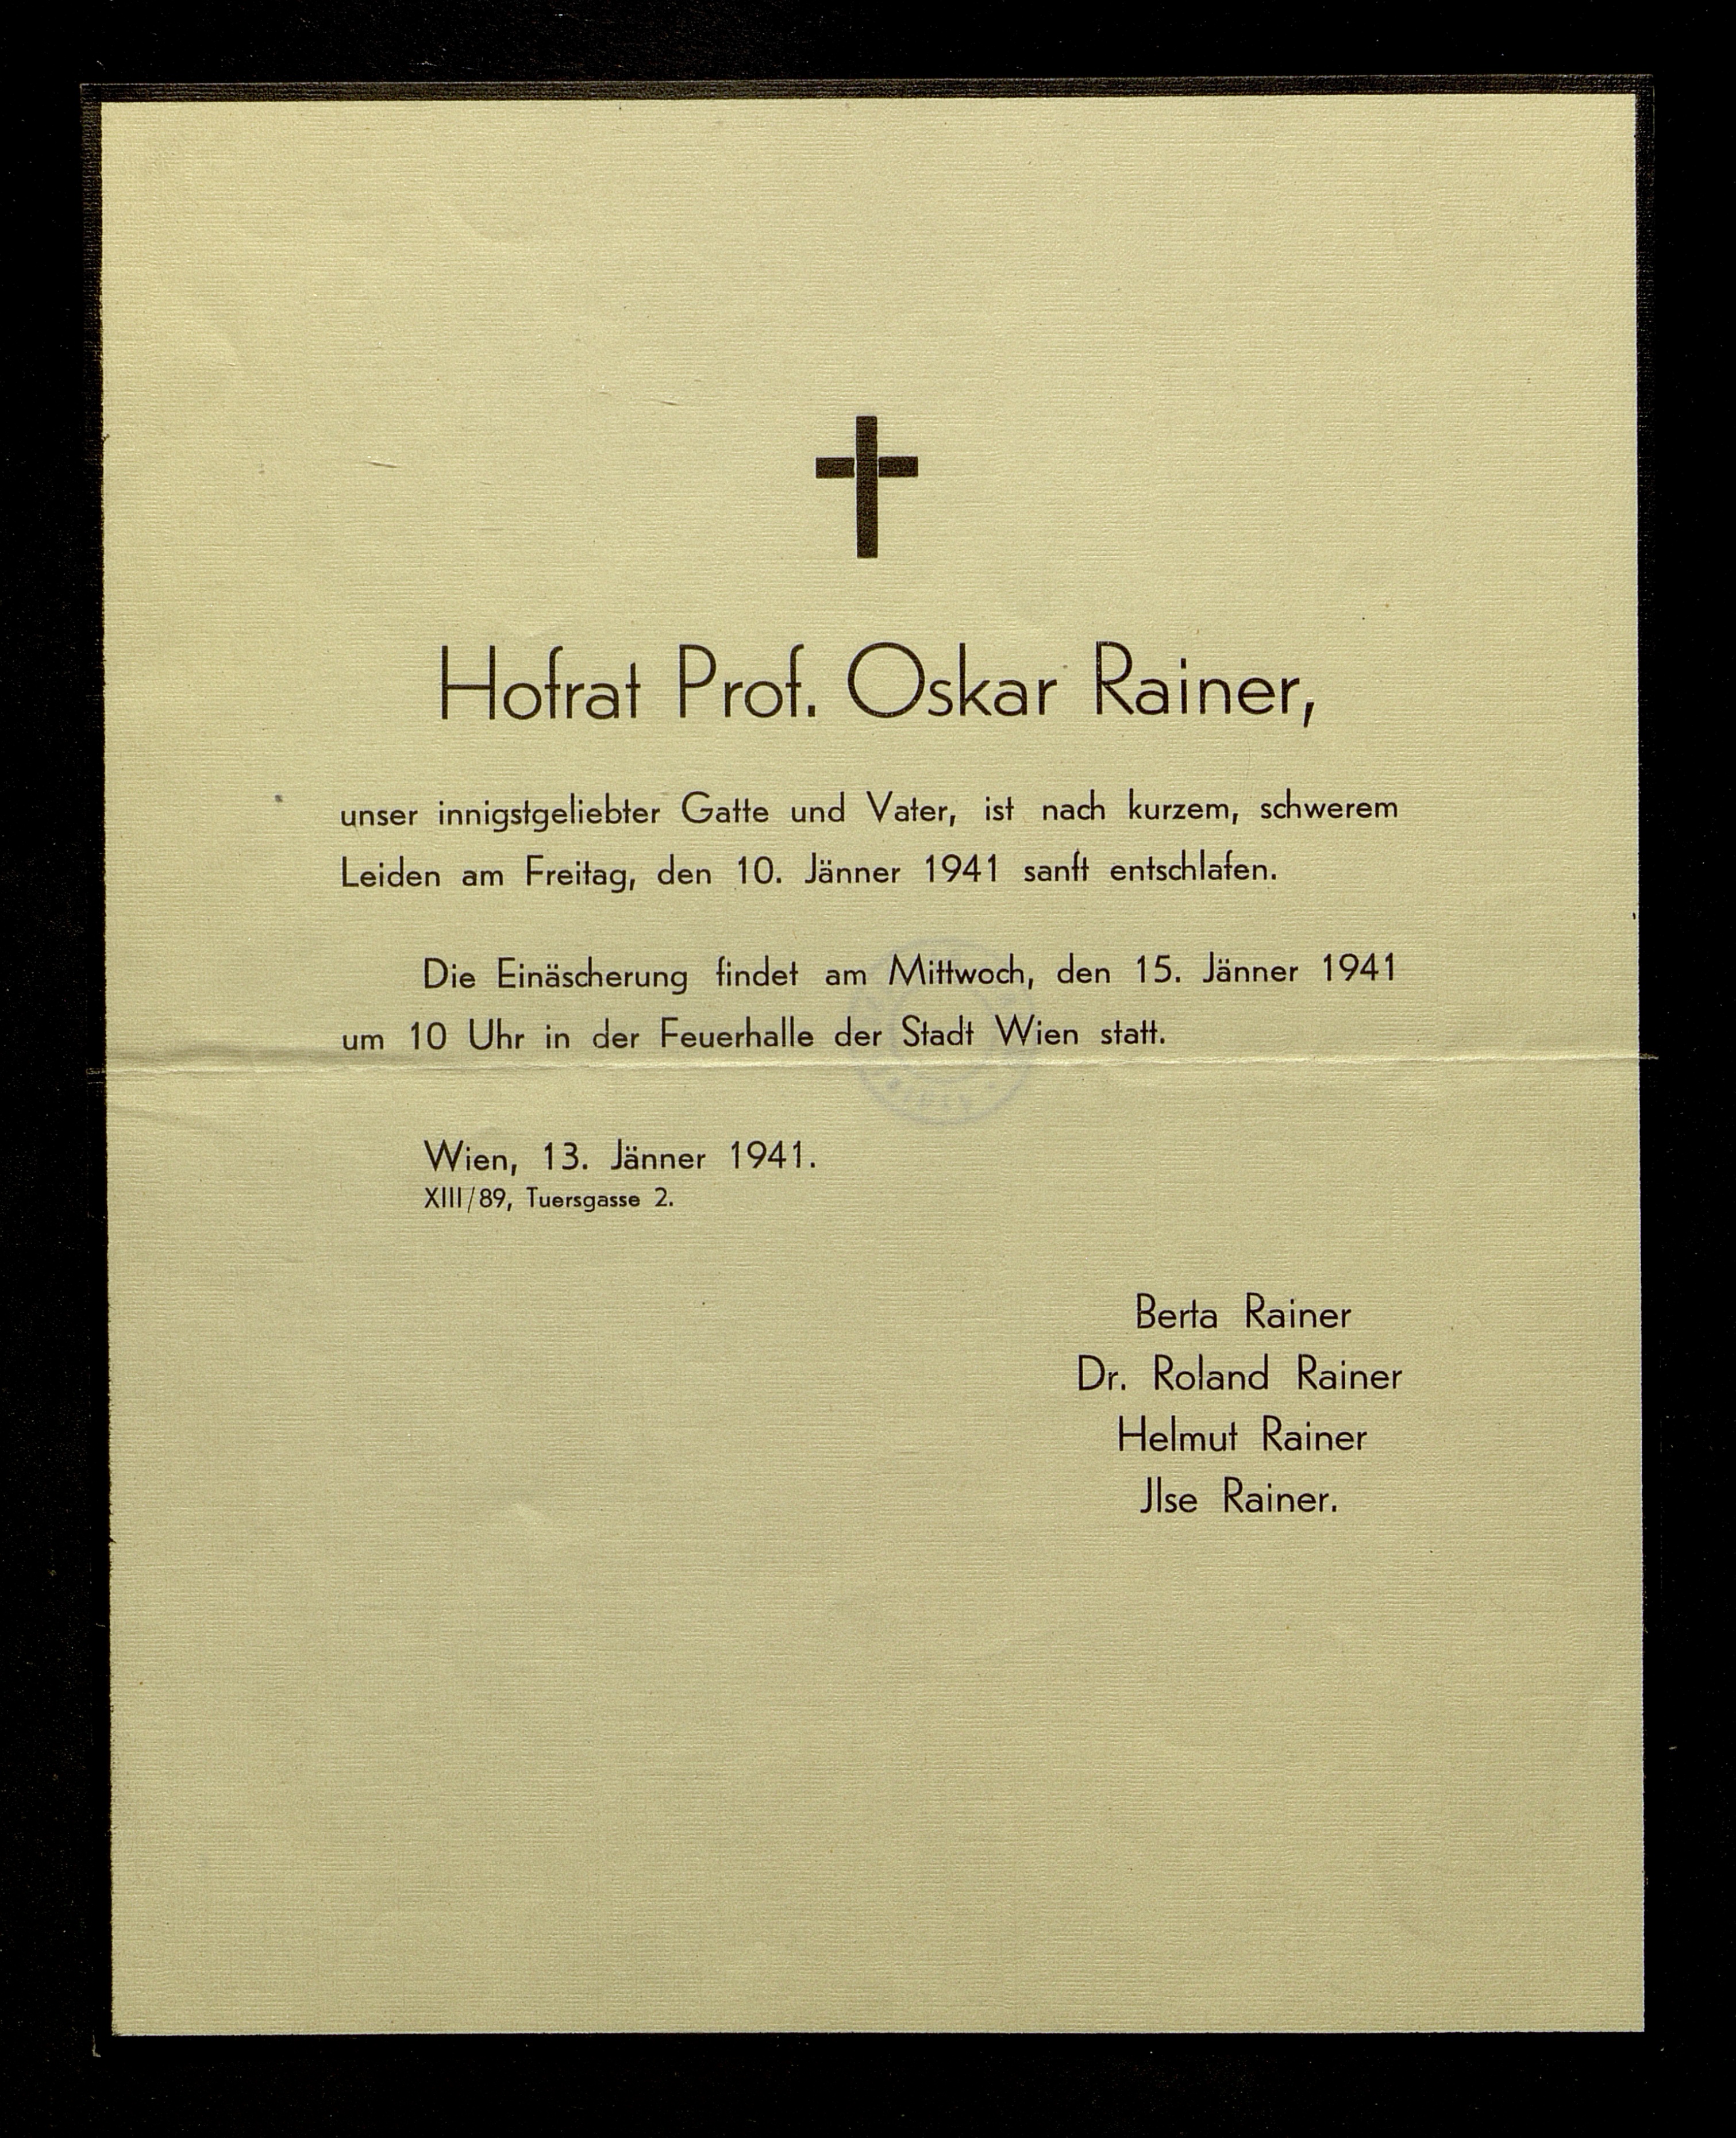 Hofrat Prof. Oskar Rainer,
unser innigstgeliebter Gatte und Vater, ist nach kurzem, schwerem
Leiden am Freitag, den 10. Jänner 1941 sanft entschlafen.
Die Einäscherung findet am Mittwoch, den 15. Jänner 1941
um 10 Uhr in der Feuerhalle der Stadt Wien statt.
Wien, 13. Jänner 1941.
XIII/89, Tuersgasse 2.
Berta Rainer
Dr. Roland Rainer
Helmut Rainer
Jlse Rainer.